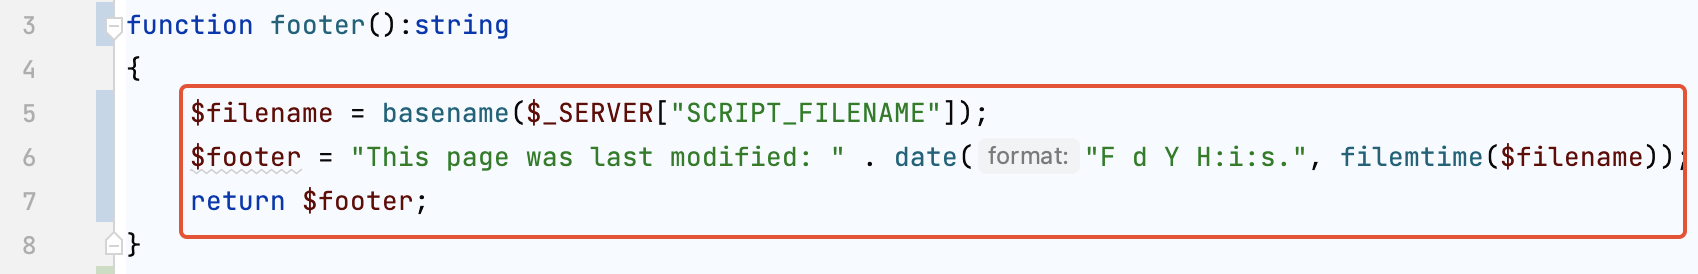 3 function footer():string
4 {
5 $filename = basename($_SERVER["SCRIPT_FILENAME"]);
6 $footer = "This page was last modified: " . date( format: "F d Y H:i:s.", filemtime($filename));
7 return $footer;
8 }